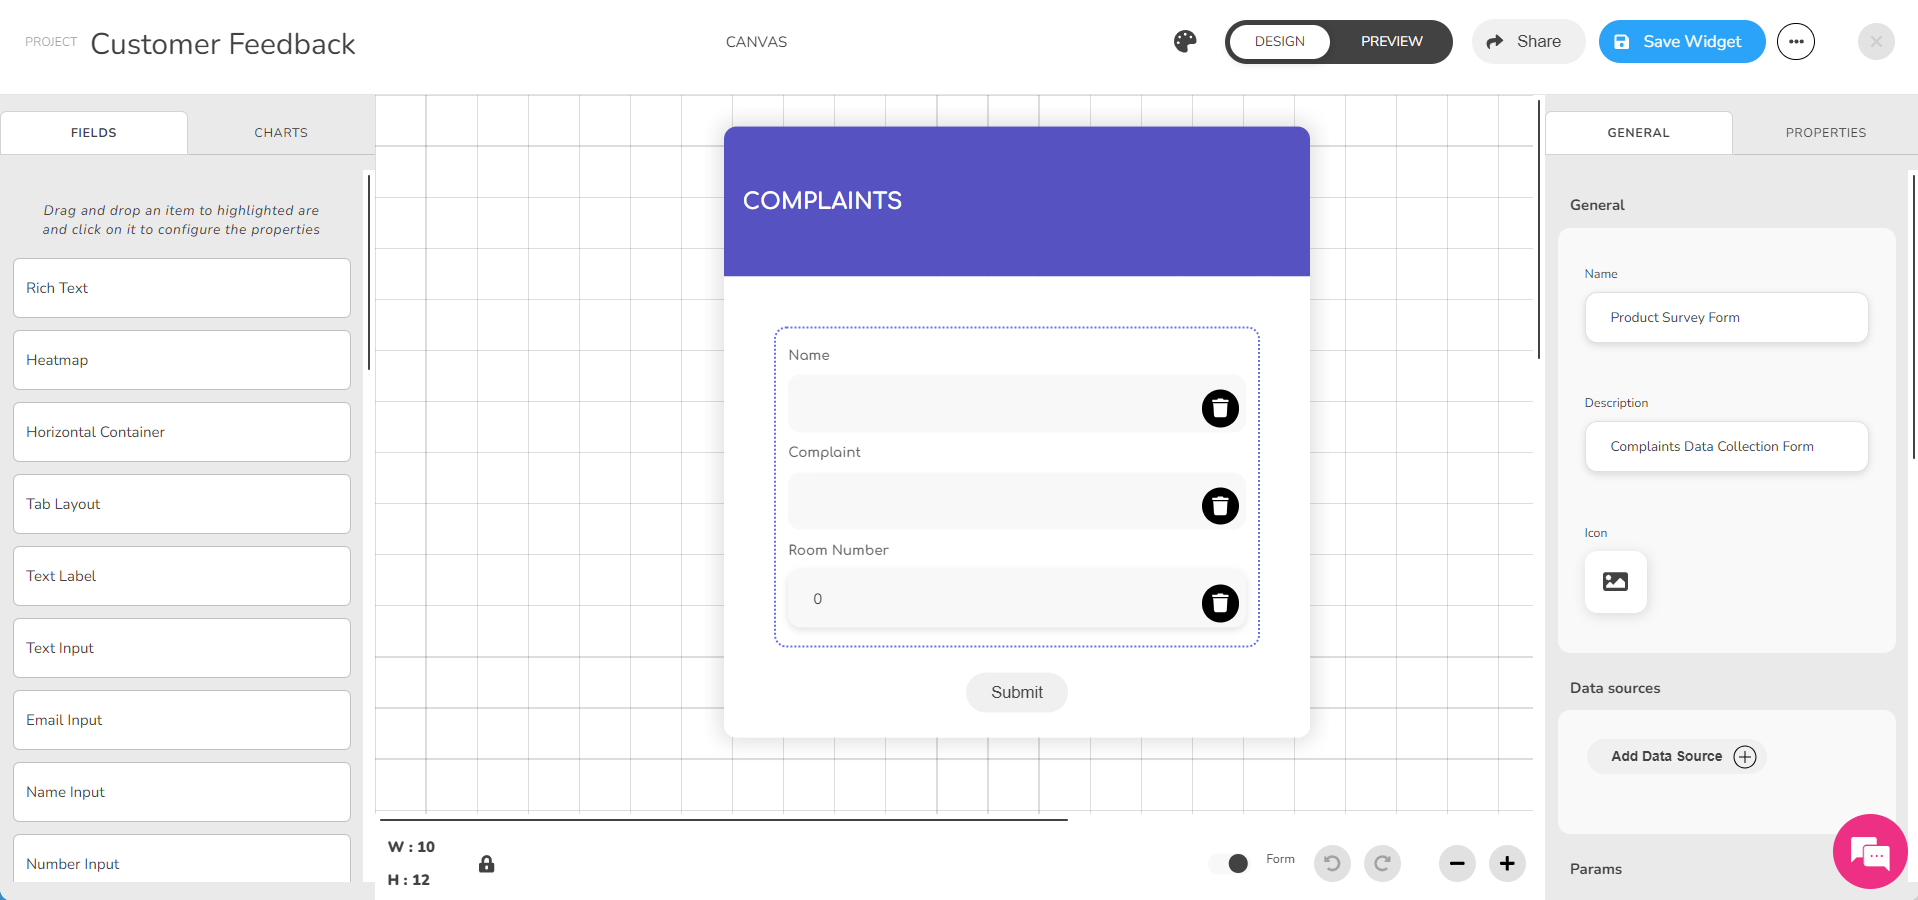 PROJECT Customer Feedback
CANVAS
DESIGN
PREVIEW
Share
Save Widget
FIELDS
CHARTS
Drag and drop an item to highlighted are
and click on it to configure the properties
Rich Text
Heatmap
Horizontal Container
Tab Layout
Text Label
Text Input
Email Input
Name Input
Number Input
COMPLAINTS
Name
Complaint
Room Number
0
Submit
W : 10
H : 12
Form
GENERAL
PROPERTIES
General
Name
Product Survey Form
Description
Complaints Data Collection Form
Icon
Data sources
Add Data Source
Params